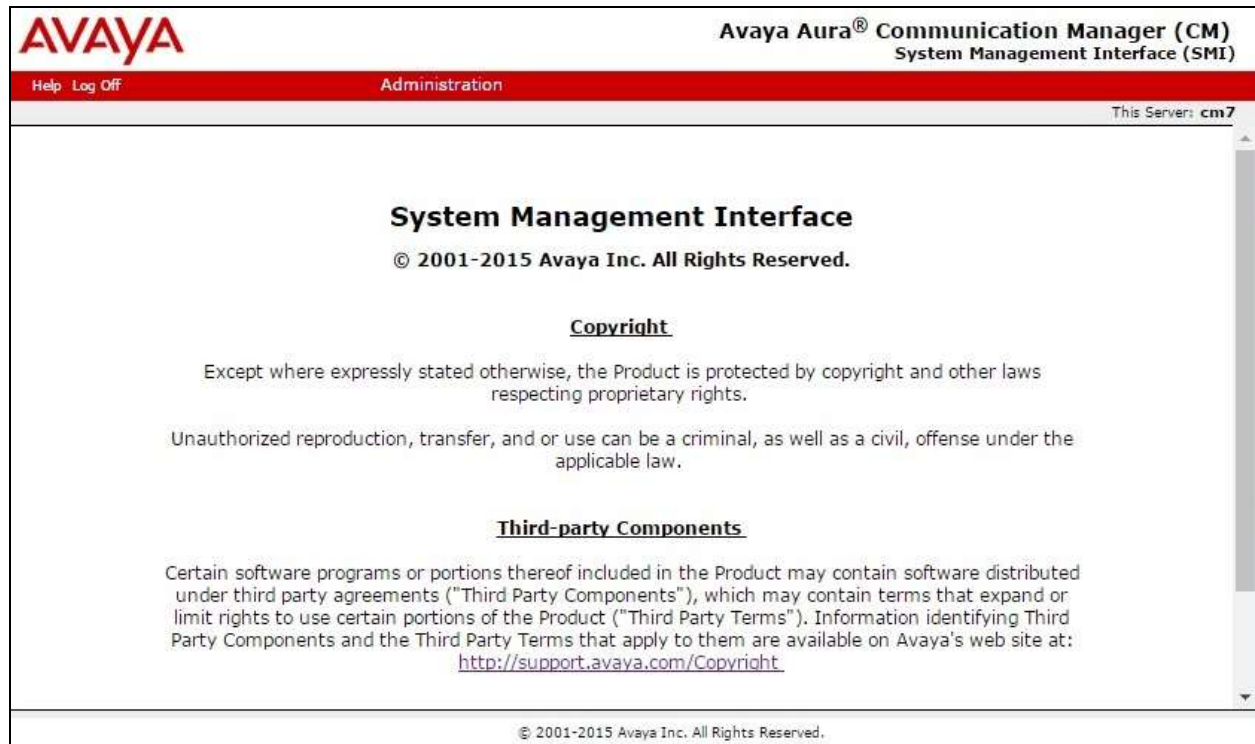 AVAYA
Avaya Aura® Communication Manager (CM)
System Management Interface (SMI)
Help Log Off Administration
This Server: cm7
System Management Interface
© 2001-2015 Avaya Inc. All Rights Reserved.
Copyright
Except where expressly stated otherwise, the Product is protected by copyright and other laws
respecting proprietary rights.
Unauthorized reproduction, transfer, and or use can be a criminal, as well as a civil, offense under the
applicable law.
Third-party Components
Certain software programs or portions thereof included in the Product may contain software distributed
under third party agreements ("Third Party Components"), which may contain terms that expand or
limit rights to use certain portions of the Product ("Third Party Terms"). Information identifying Third
Party Components and the Third Party Terms that apply to them are available on Avaya's web site at:
http://support.avaya.com/Copyright
© 2001-2015 Avaya Inc. All Rights Reserved.